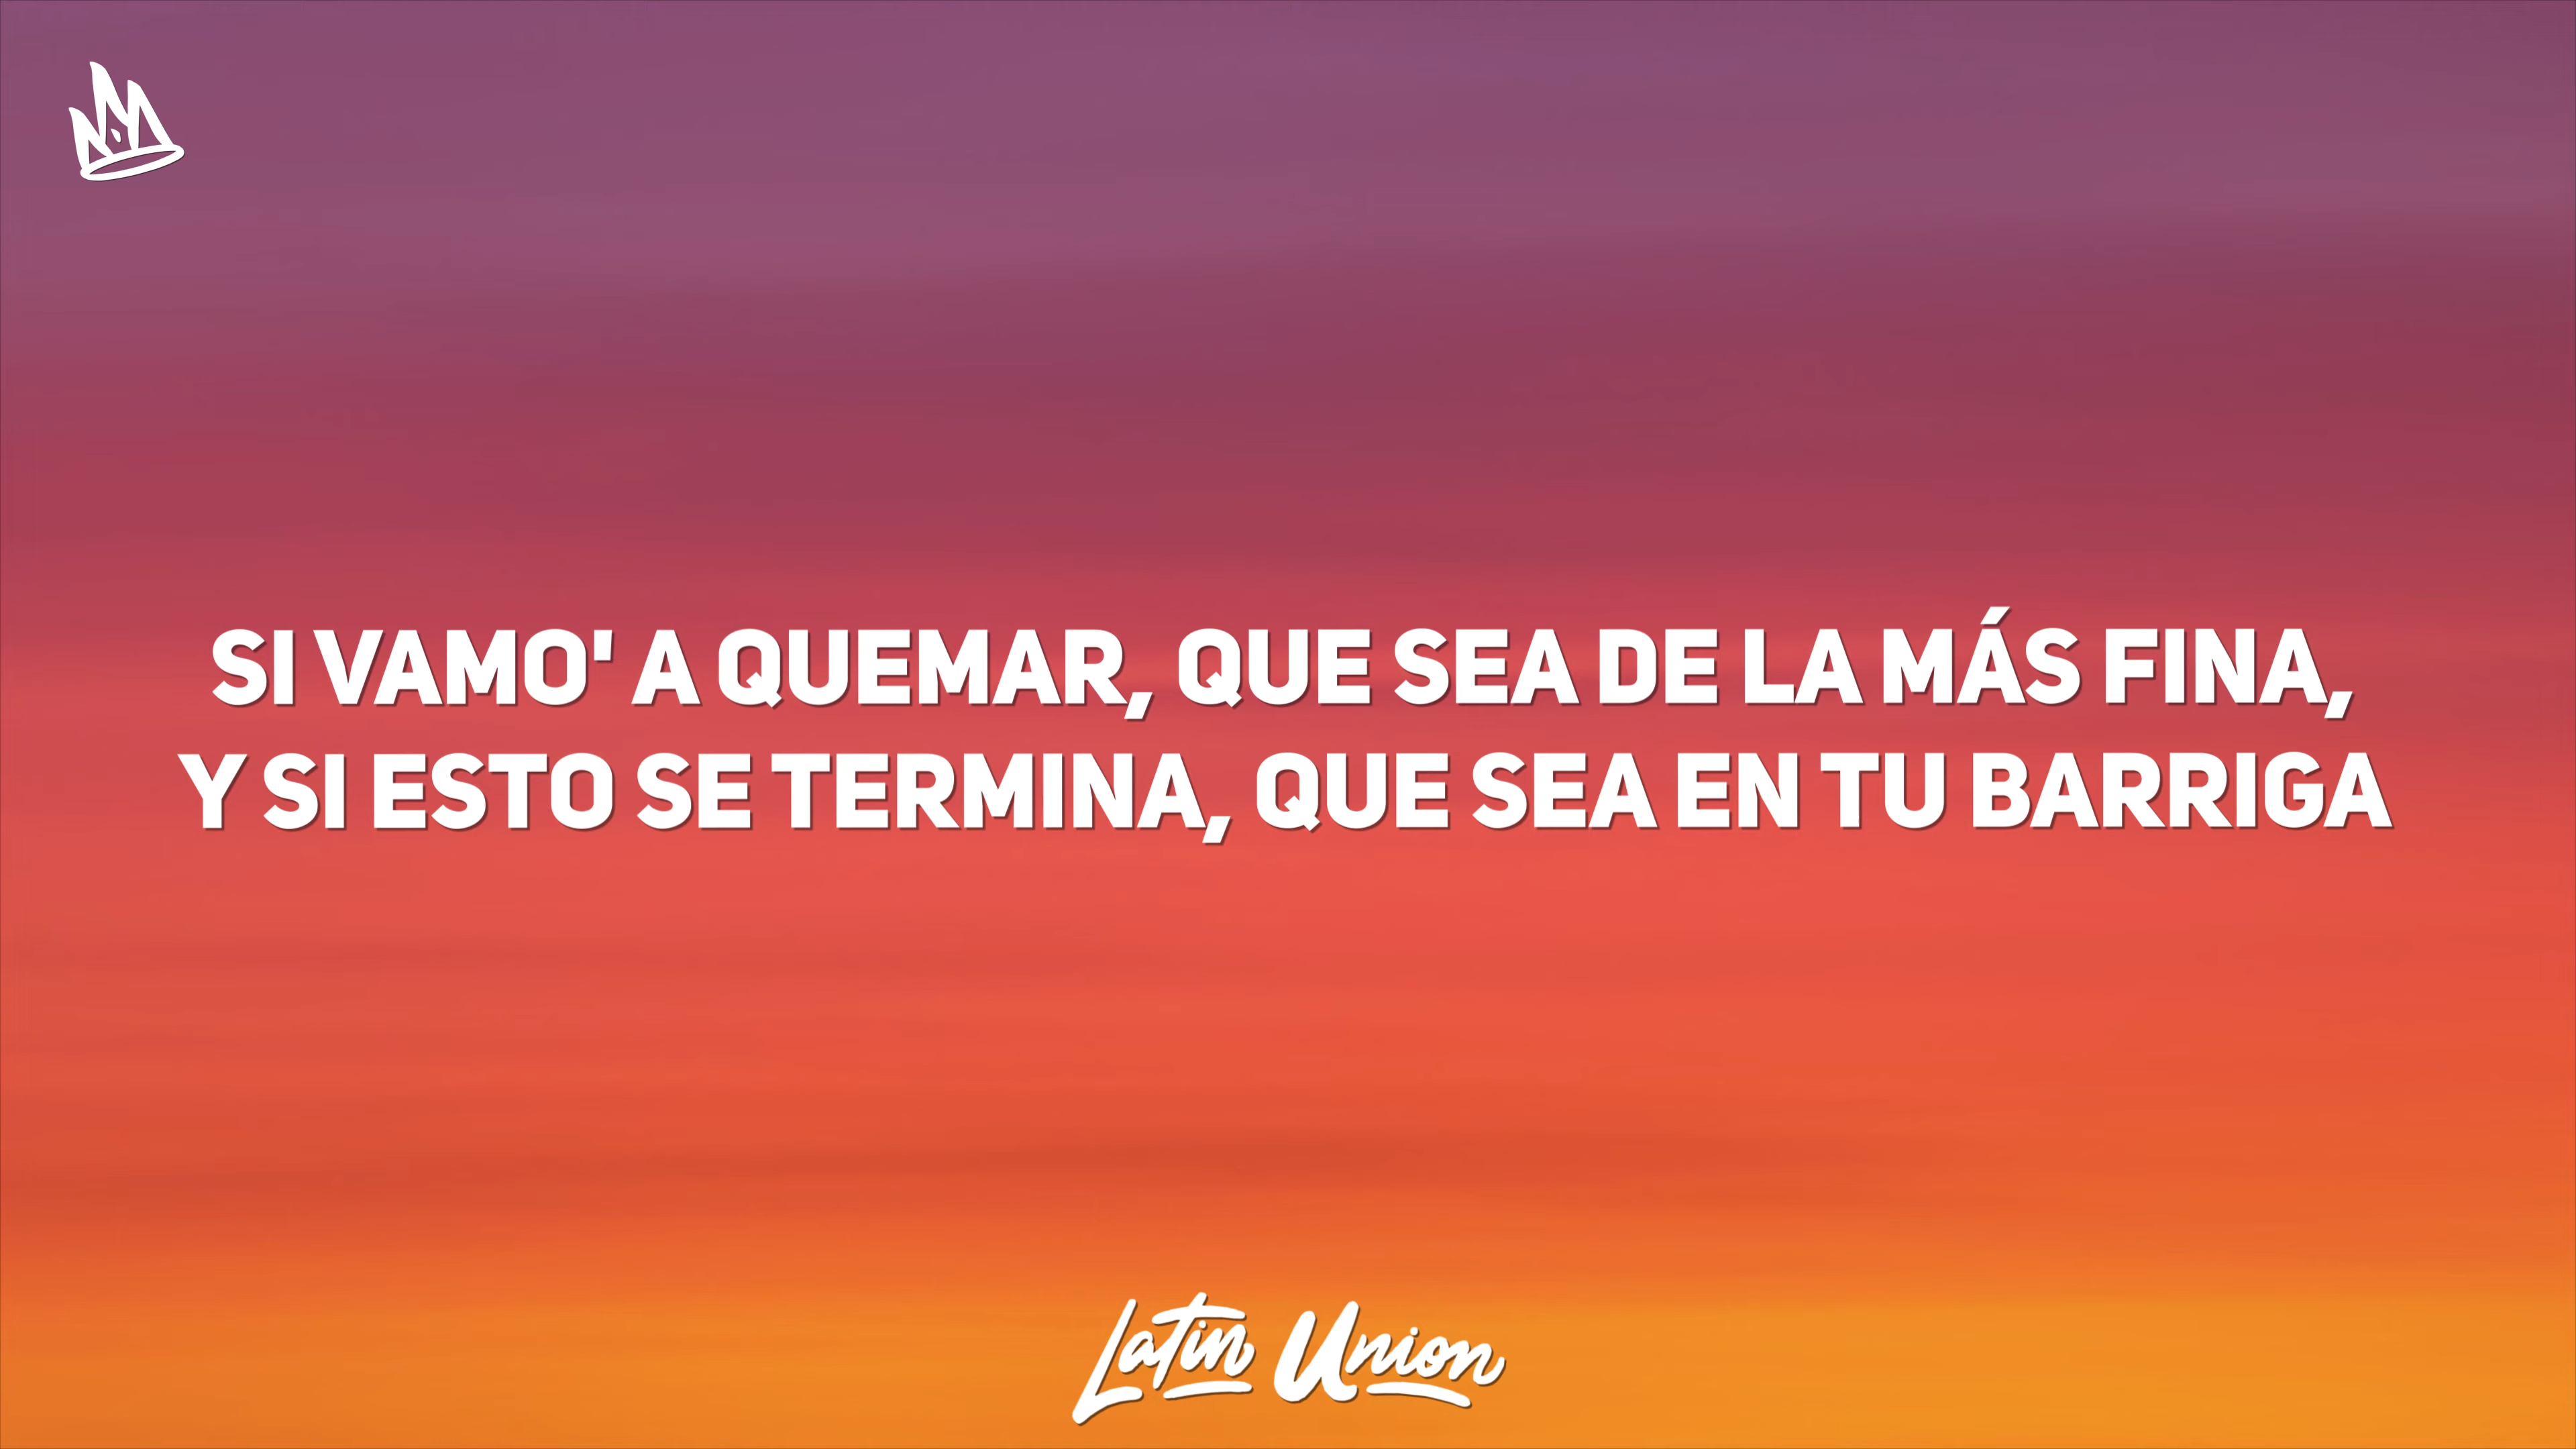 SI VAMO' A QUEMAR, QUE SEA DE LA MÁS FINA,
Y SI ESTO SE TERMINA, QUE SEA EN TU BARRIGA
Latin Union